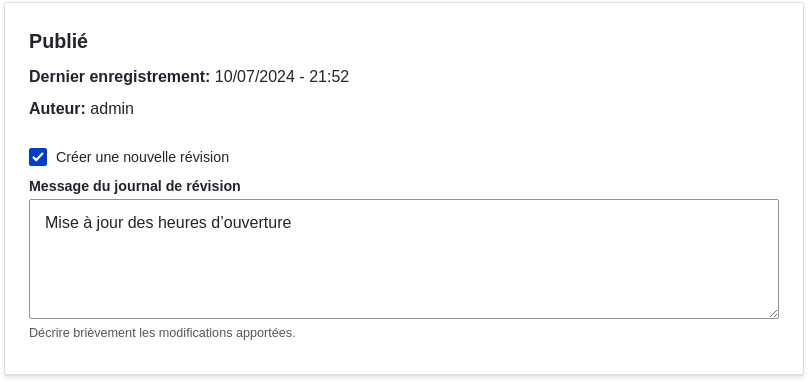 Publié
Dernier enregistrement: 10/07/2024 - 21:52
Auteur: admin
Créer une nouvelle révision
Message du journal de révision
Mise à jour des heures d’ouverture
Décrire brièvement les modifications apportées.